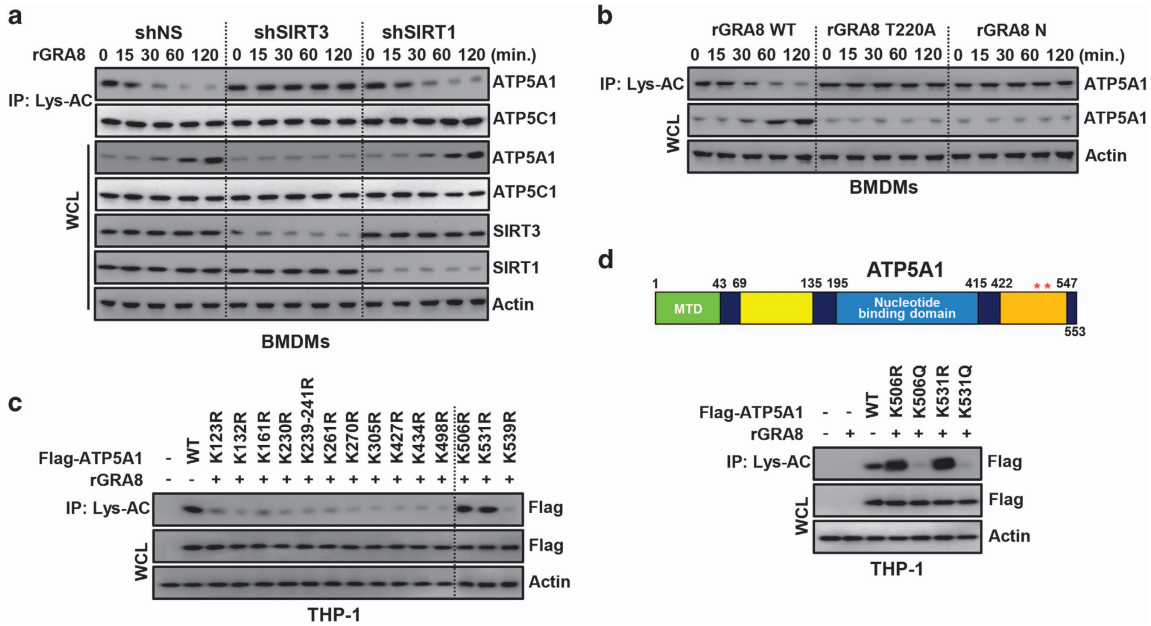 a
shNS shSIRT3 shSIRT1
rGRA8 0 15 30 60 120 0 15 30 60 120 0 15 30 60 120 (min.)
IP: Lys-AC
ATP5A1
ATP5C1
WCL
ATP5A1
ATP5C1
SIRT3
SIRT1
Actin
BMDMs
b
rGRA8 WT rGRA8 T220A rGRA8 N
0 15 30 60 120 0 15 30 60 120 0 15 30 60 120 (min.)
IP: Lys-AC ATP5A1
WCL
ATP5A1
Actin
BMDMs
c
Flag-ATP5A1 - WT K123R K132R K161R K230R K239-241R K261R K270R K305R K427R K434R K498R K506R K531R K539R
rGRA8 - - + + + + + + + + + + + + + +
IP: Lys-AC Flag
WCL
Flag
Actin
THP-1
d
ATP5A1
1 43 69 135 195 415 422 ★★ 547
MTD Nucleotide
binding domain
553
Flag-ATP5A1 - - WT K506R K506Q K531R K531Q
rGRA8 - + - + + + +
IP: Lys-AC Flag
WCL
Flag
Actin
THP-1